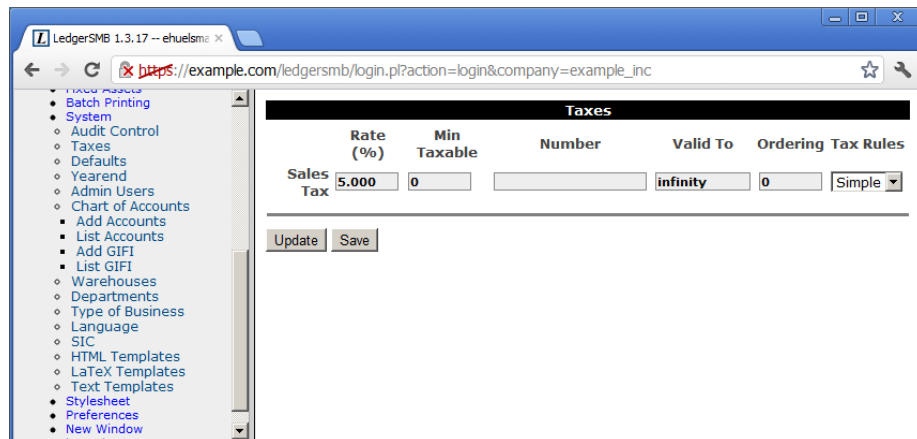 LedgerSMB 1.3.17 -- ehuelsma
https://example.com/ledgersmb/login.pl?action=login&company=example_inc
Fixed Assets
Batch Printing
System
Audit Control
Taxes
Defaults
Yearend
Admin Users
Chart of Accounts
Add Accounts
List Accounts
Add GIFI
List GIFI
Warehouses
Departments
Type of Business
Language
SIC
HTML Templates
LaTeX Templates
Text Templates
Stylesheet
Preferences
New Window
Taxes
Rate (%) Min Taxable Number Valid To Ordering Tax Rules
Sales Tax 5.000 0 infinity 0 Simple
Update Save